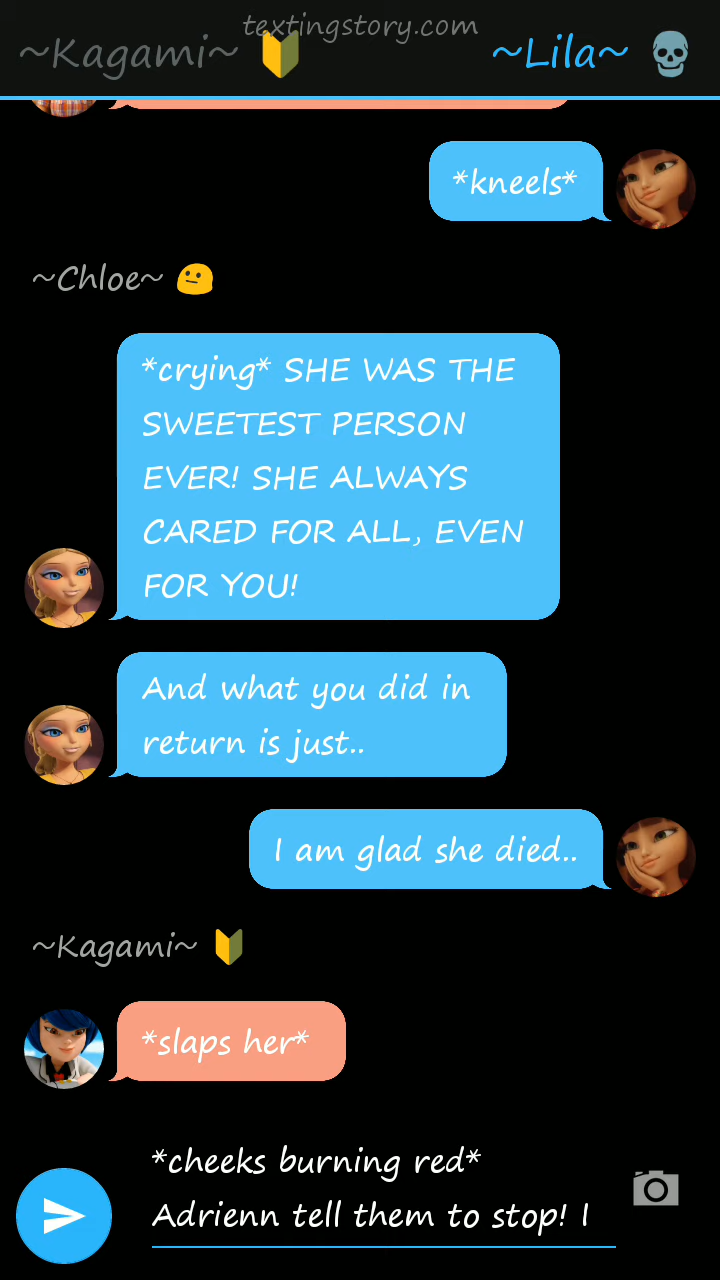 textingstory.com
~Kagami~ 🔰
~Lila~ 💀
*kneels*
~Chloe~ 😐
*crying* SHE WAS THE
SWEETEST PERSON
EVER! SHE ALWAYS
CARED FOR ALL, EVEN
FOR YOU!
And what you did in
return is just..
I am glad she died..
~Kagami~ 🔰
*slaps her*
*cheeks burning red*
Adrienn tell them to stop! I